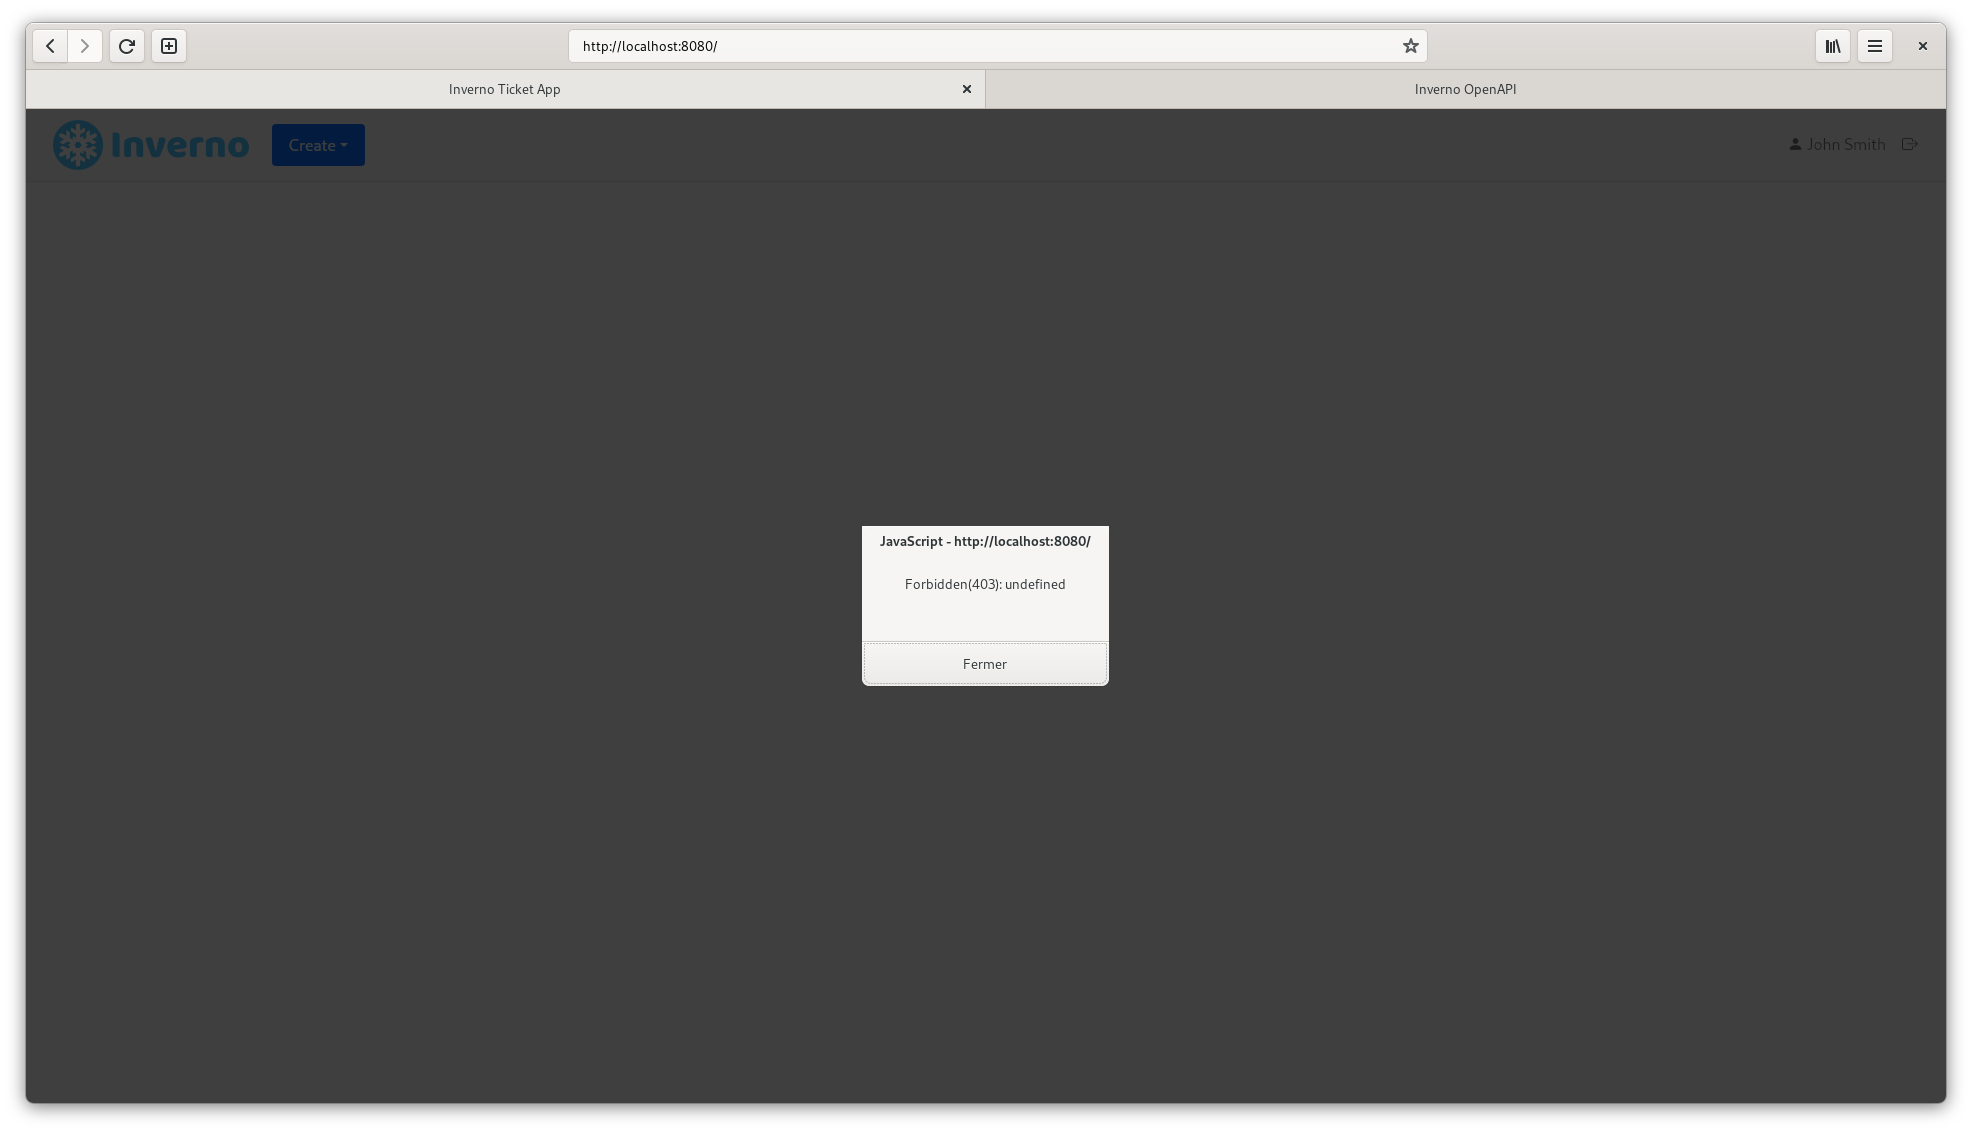 http://localhost:8080/
Inverno Ticket App
Inverno OpenAPI
Inverno
Create
John Smith
JavaScript - http://localhost:8080/
Forbidden(403): undefined
Fermer